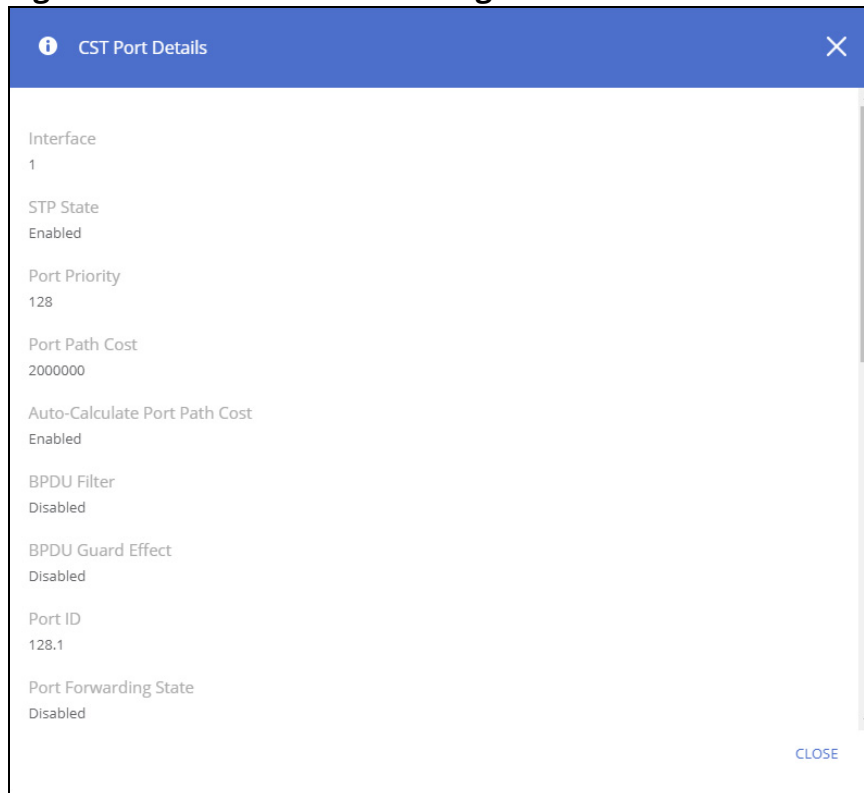 CST Port Details
Interface
1
STP State
Enabled
Port Priority
128
Port Path Cost
2000000
Auto-Calculate Port Path Cost
Enabled
BPDU Filter
Disabled
BPDU Guard Effect
Disabled
Port ID
128.1
Port Forwarding State
Disabled
CLOSE